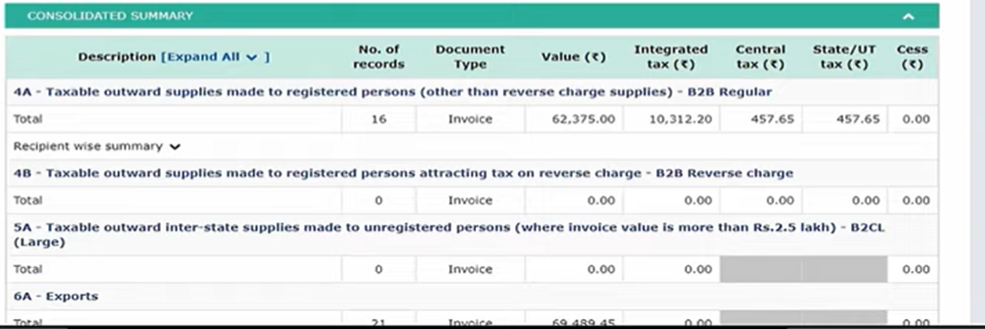 CONSOLIDATED SUMMARY
Description [Expand All ] No. of records Document Type Value (₹) Integrated tax (₹) Central tax (₹) State/UT tax (₹) Cess (₹)
4A - Taxable outward supplies made to registered persons (other than reverse charge supplies) - B2B Regular
Total 16 Invoice 62,375.00 10,312.20 457.65 457.65 0.00
Recipient wise summary
4B - Taxable outward supplies made to registered persons attracting tax on reverse charge - B2B Reverse charge
Total 0 Invoice 0.00 0.00 0.00 0.00 0.00
5A - Taxable outward inter-state supplies made to unregistered persons (where invoice value is more than Rs.2.5 lakh) - B2CL
(Large)
Total 0 Invoice 0.00 0.00 0.00
6A - Exports
Total 21 Invoice 69,489.45 0.00 0.00